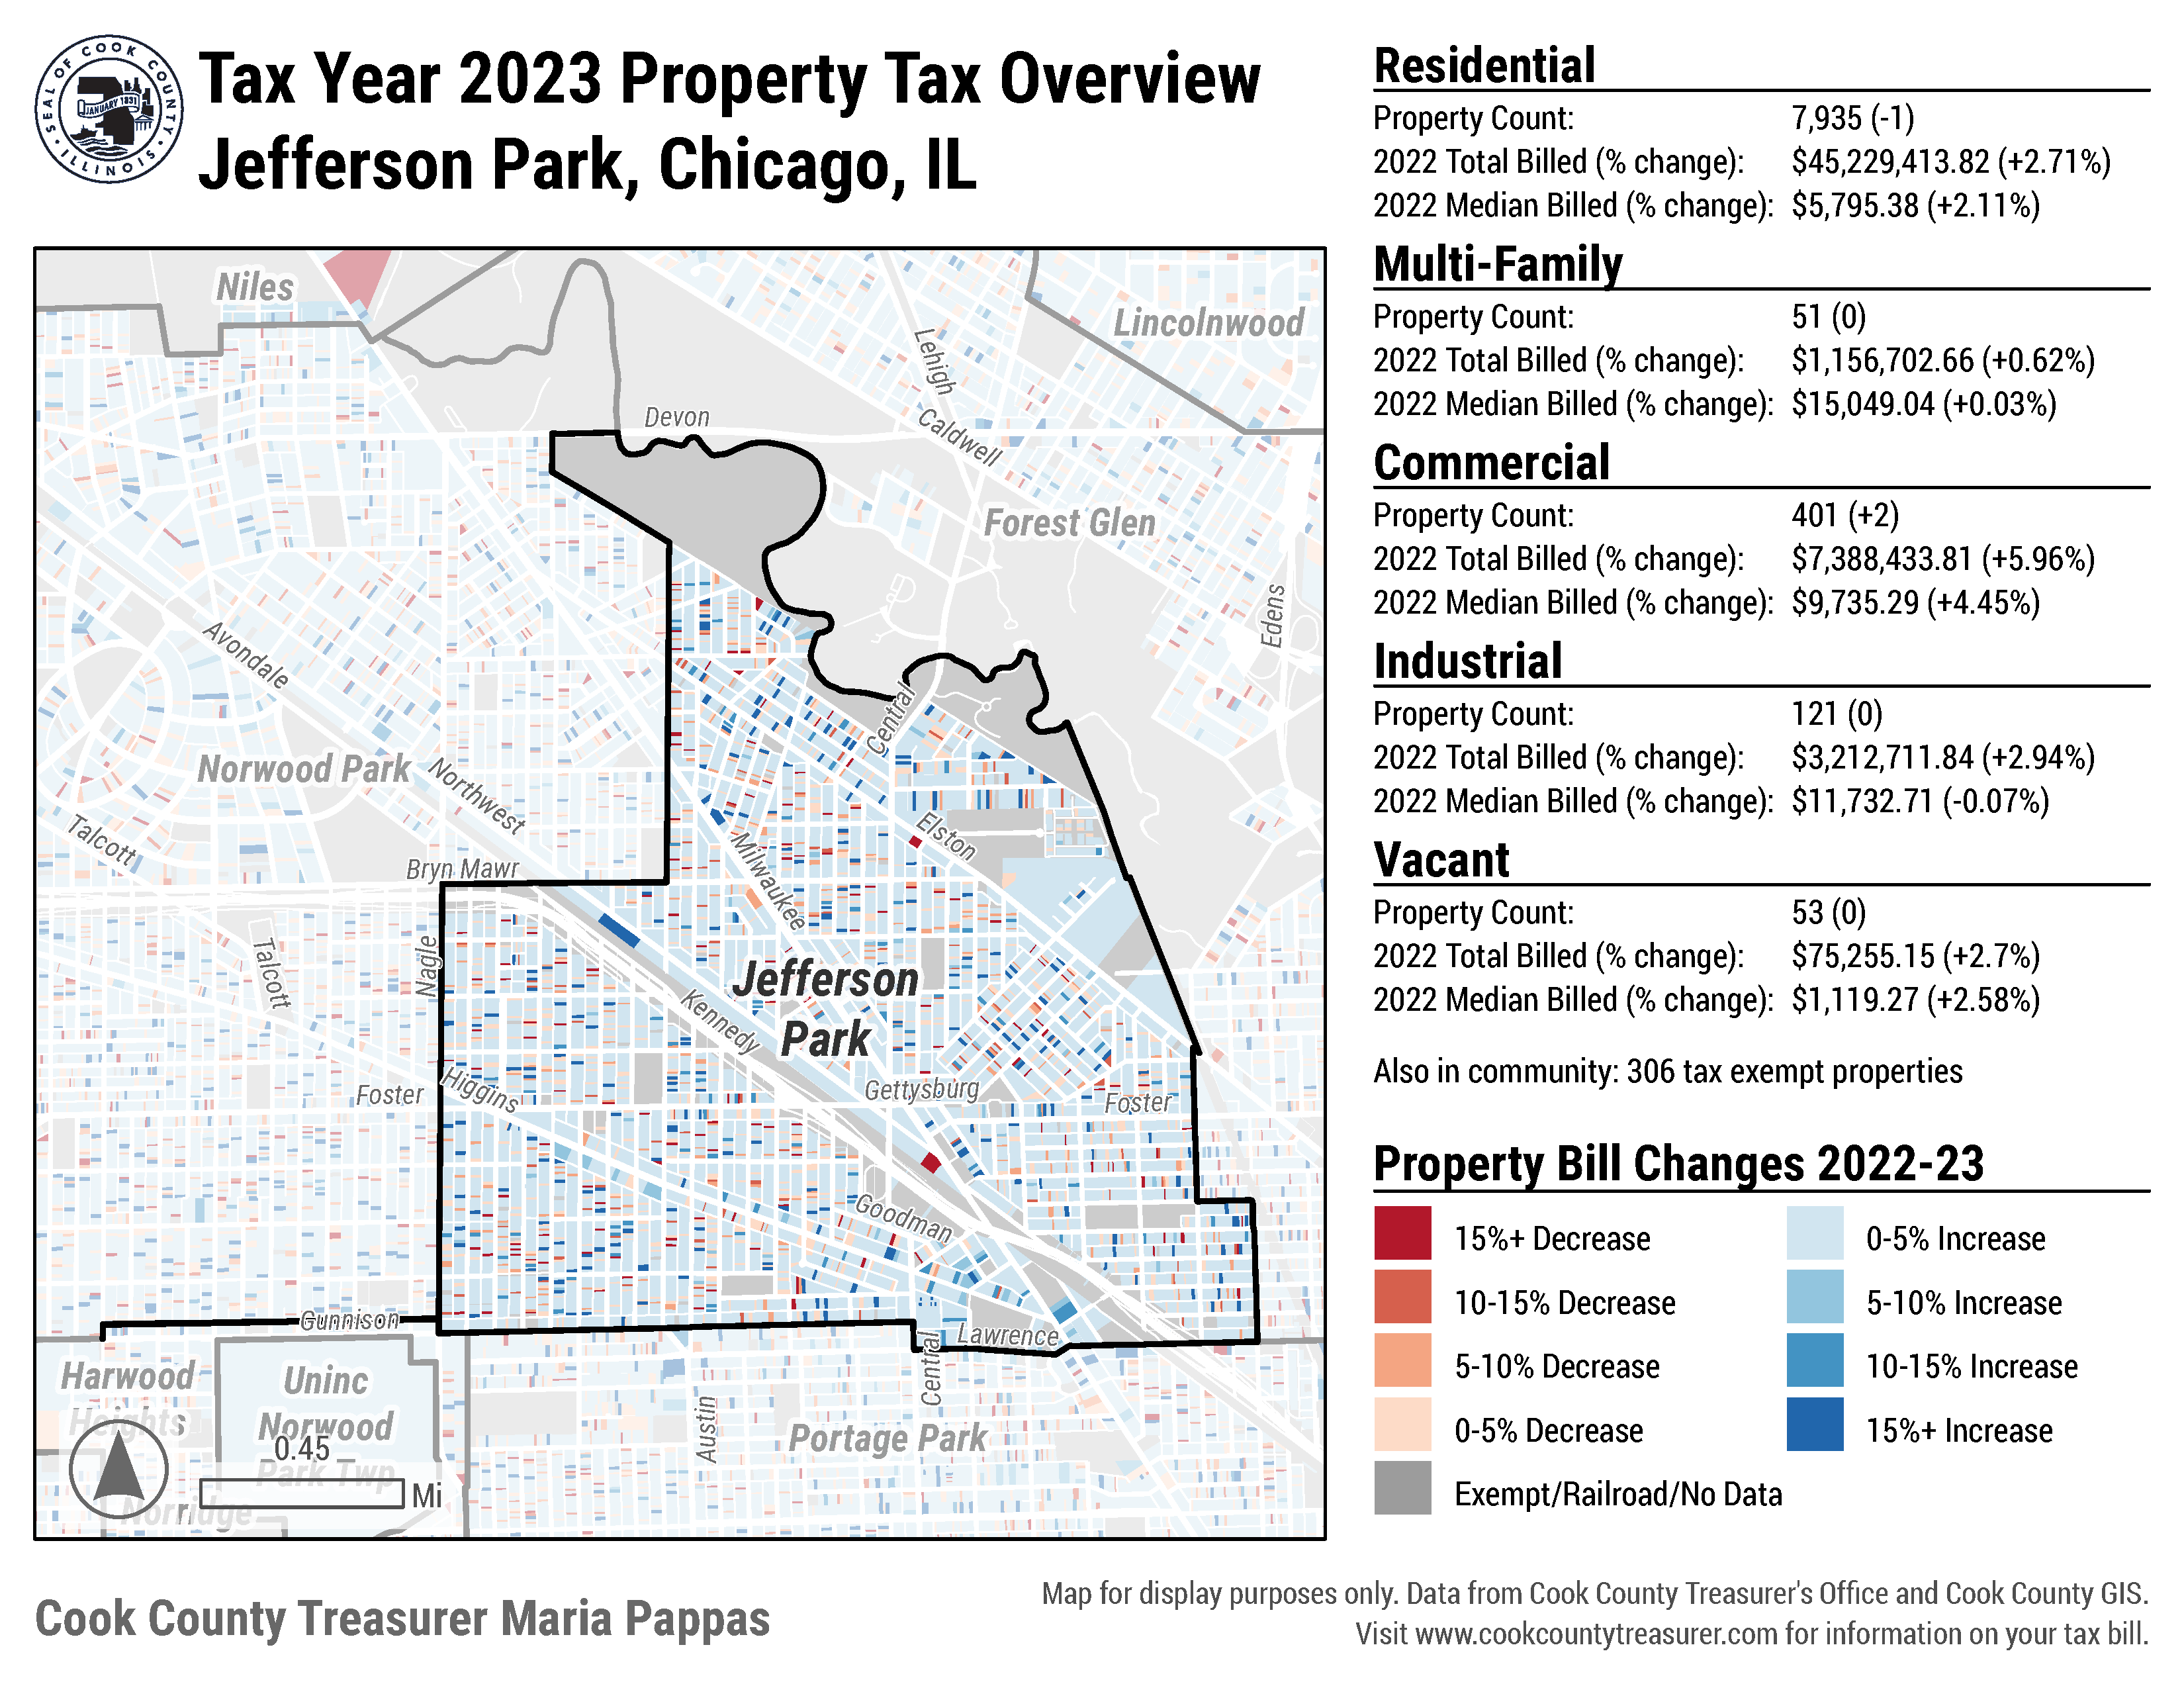 SEAL OF COOK COUNTY
ILLINOIS
JANUARY 1831
Tax Year 2023 Property Tax Overview
Jefferson Park, Chicago, IL
Niles
Lincolnwood
Lehigh
Devon
Caldwell
Forest Glen
Edens
Avondale
Central
Norwood Park
Northwest
Talcott
Elston
Milwaukee
Bryn Mawr
Talcott
Nagle
Jefferson
Park
Kennedy
Gettysburg
Foster
Higgins
Foster
Goodman
Gunnison
Lawrence
Central
Harwood
Heights
Uninc
Norwood
Park Twp
Norridge
Austin
Portage Park
0.45
Mi
Residential
Property Count: 7,935 (-1)
2022 Total Billed (% change): $45,229,413.82 (+2.71%)
2022 Median Billed (% change): $5,795.38 (+2.11%)
Multi-Family
Property Count: 51 (0)
2022 Total Billed (% change): $1,156,702.66 (+0.62%)
2022 Median Billed (% change): $15,049.04 (+0.03%)
Commercial
Property Count: 401 (+2)
2022 Total Billed (% change): $7,388,433.81 (+5.96%)
2022 Median Billed (% change): $9,735.29 (+4.45%)
Industrial
Property Count: 121 (0)
2022 Total Billed (% change): $3,212,711.84 (+2.94%)
2022 Median Billed (% change): $11,732.71 (-0.07%)
Vacant
Property Count: 53 (0)
2022 Total Billed (% change): $75,255.15 (+2.7%)
2022 Median Billed (% change): $1,119.27 (+2.58%)
Also in community: 306 tax exempt properties
Property Bill Changes 2022-23
15%+ Decrease
10-15% Decrease
5-10% Decrease
0-5% Decrease
Exempt/Railroad/No Data
0-5% Increase
5-10% Increase
10-15% Increase
15%+ Increase
Cook County Treasurer Maria Pappas
Map for display purposes only. Data from Cook County Treasurer's Office and Cook County GIS.
Visit www.cookcountytreasurer.com for information on your tax bill.